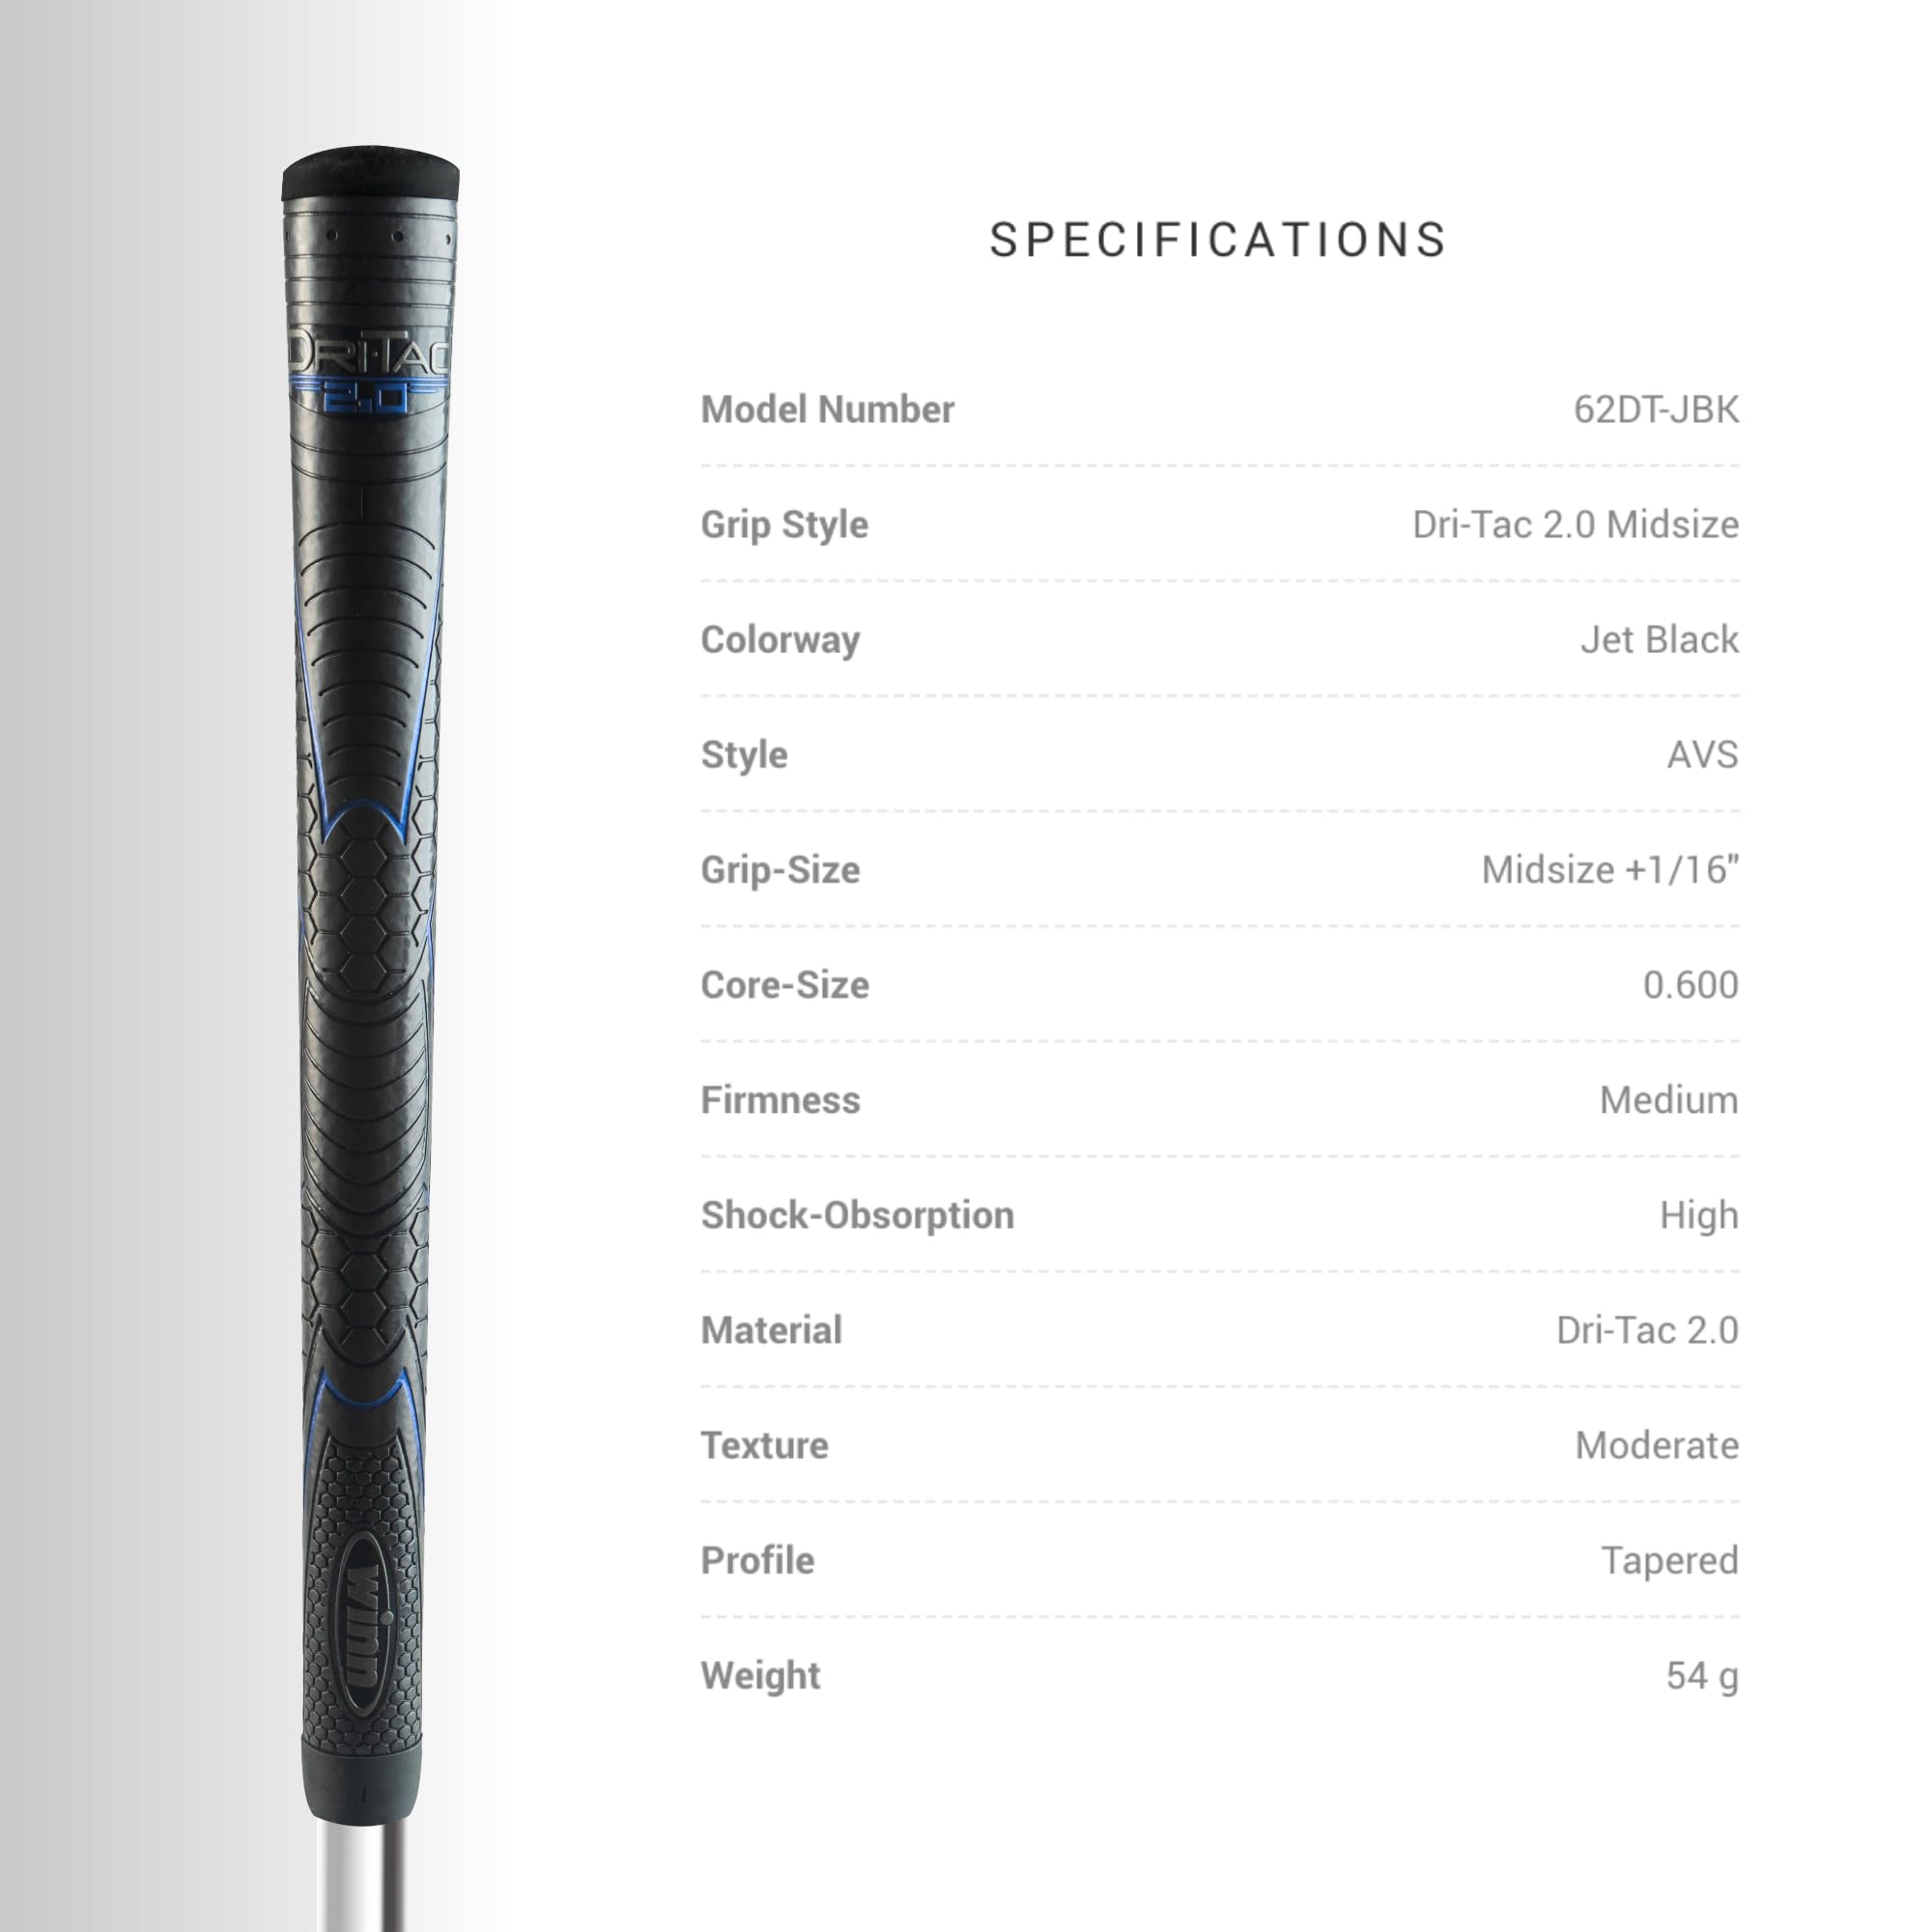 DRI-TAC
2.0
winn
SPECIFICATIONS
Model Number 62DT-JBK
Grip Style Dri-Tac 2.0 Midsize
Colorway Jet Black
Style AVS
Grip-Size Midsize +1/16"
Core-Size 0.600
Firmness Medium
Shock-Obsorption High
Material Dri-Tac 2.0
Texture Moderate
Profile Tapered
Weight 54 g